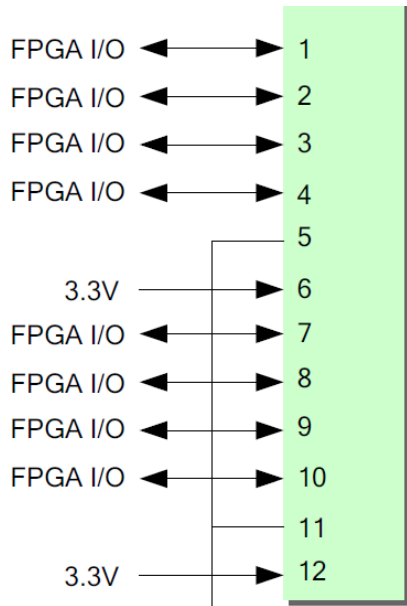 FPGA I/O 1
FPGA I/O 2
FPGA I/O 3
FPGA I/O 4
5
3.3V 6
FPGA I/O 7
FPGA I/O 8
FPGA I/O 9
FPGA I/O 10
11
3.3V 12